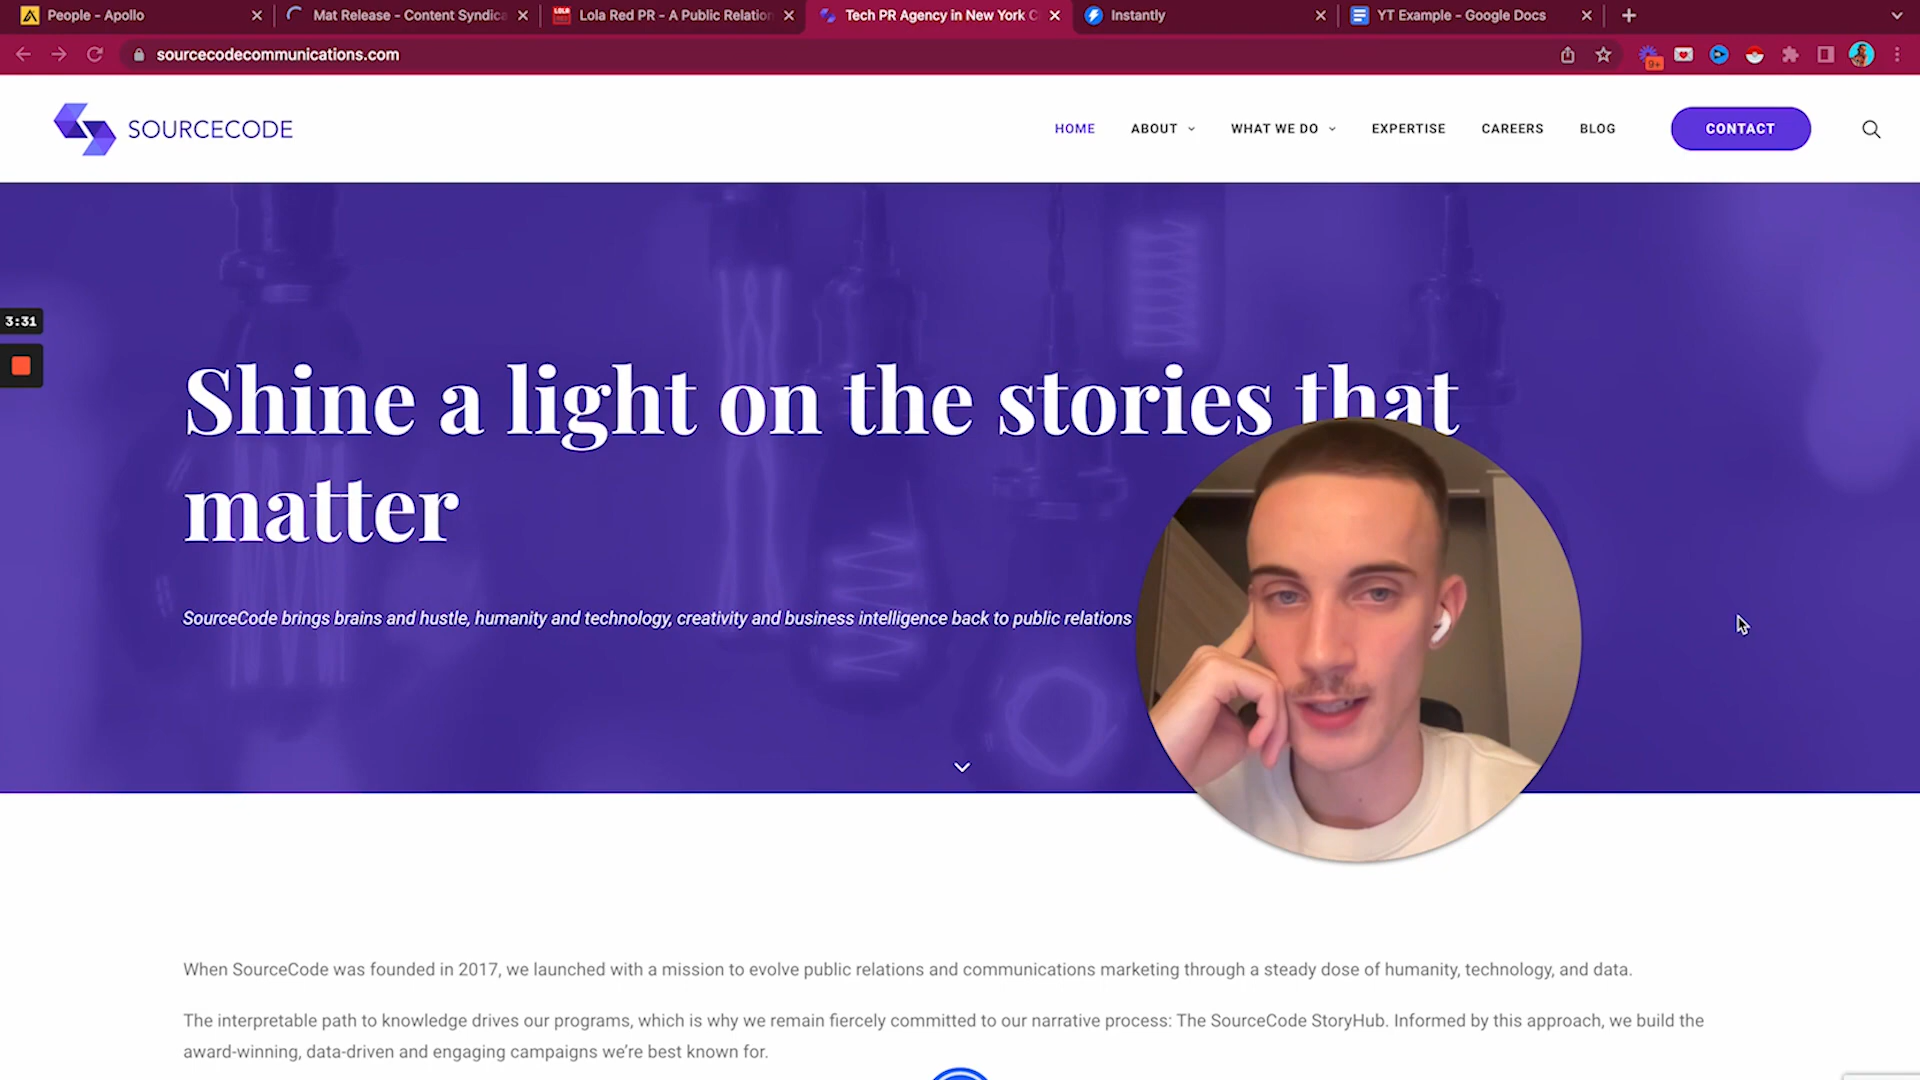 People - Apollo
Mat Release - Content Syndica
Lola Red PR - A Public Relation
Tech PR Agency in New York C
Instantly
YT Example - Google Docs
sourcecodecommunications.com
9+
SOURCECODE
HOME
ABOUT
WHAT WE DO
EXPERTISE
CAREERS
BLOG
CONTACT
3:31
Shine a light on the stories that
matter
SourceCode brings brains and hustle, humanity and technology, creativity and business intelligence back to public relations
When SourceCode was founded in 2017, we launched with a mission to evolve public relations and communications marketing through a steady dose of humanity, technology, and data.
The interpretable path to knowledge drives our programs, which is why we remain fiercely committed to our narrative process: The SourceCode StoryHub. Informed by this approach, we build the
award-winning, data-driven and engaging campaigns we’re best known for.